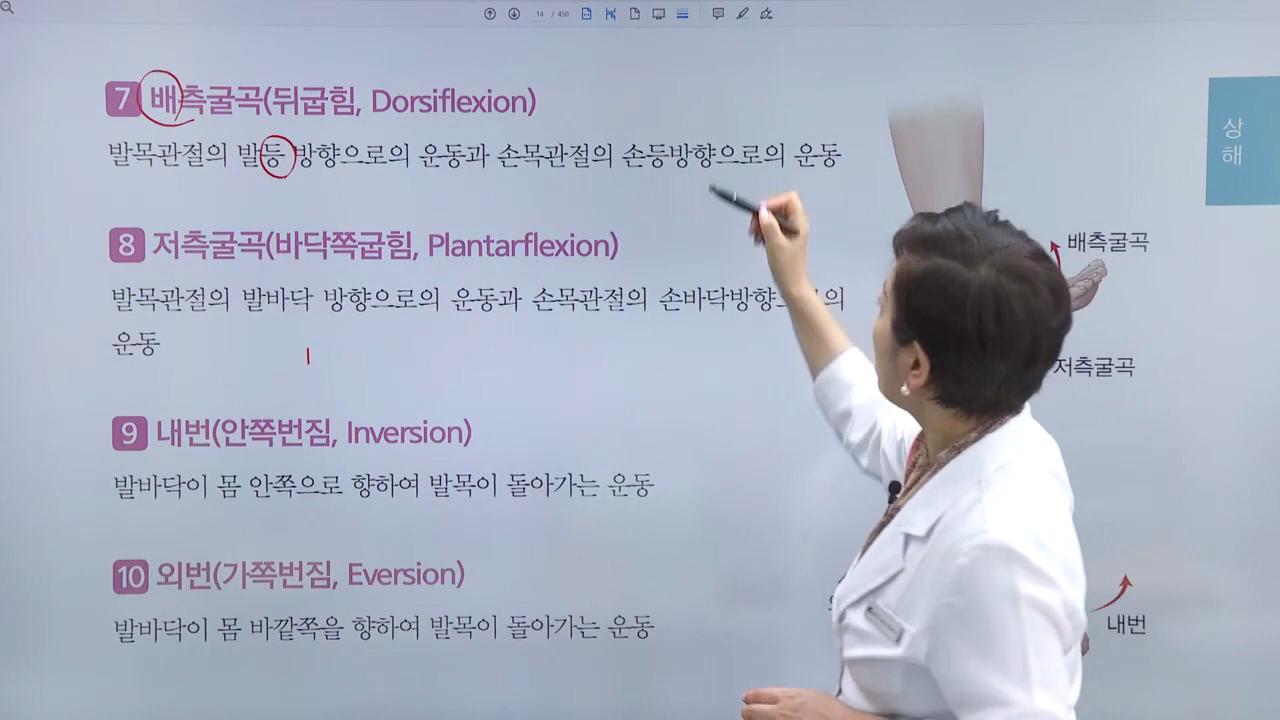 14 / 450
7 배측굴곡(뒤굽힘, Dorsiflexion)
발목관절의 발등 방향으로의 운동과 손목관절의 손등방향으로의 운동
8 저측굴곡(바닥쪽굽힘, Plantarflexion)
발목관절의 발바닥 방향으로의 운동과 손목관절의 손바닥방향으로의
운동
9 내번(안쪽번짐, Inversion)
발바닥이 몸 안쪽으로 향하여 발목이 돌아가는 운동
10 외번(가쪽번짐, Eversion)
발바닥이 몸 바깥쪽을 향하여 발목이 돌아가는 운동
상
해
배측굴곡
저측굴곡
내번